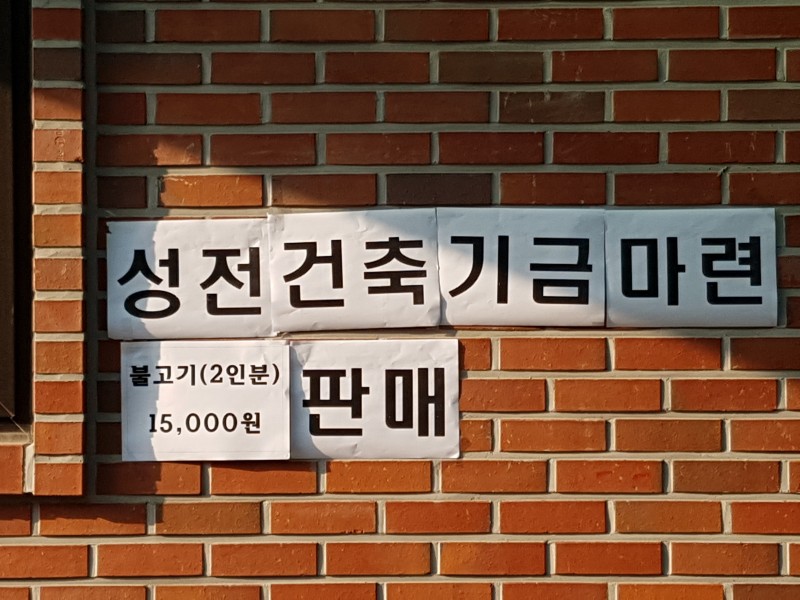 성전건축기금마련
불고기(2인분)
15,000원
판매